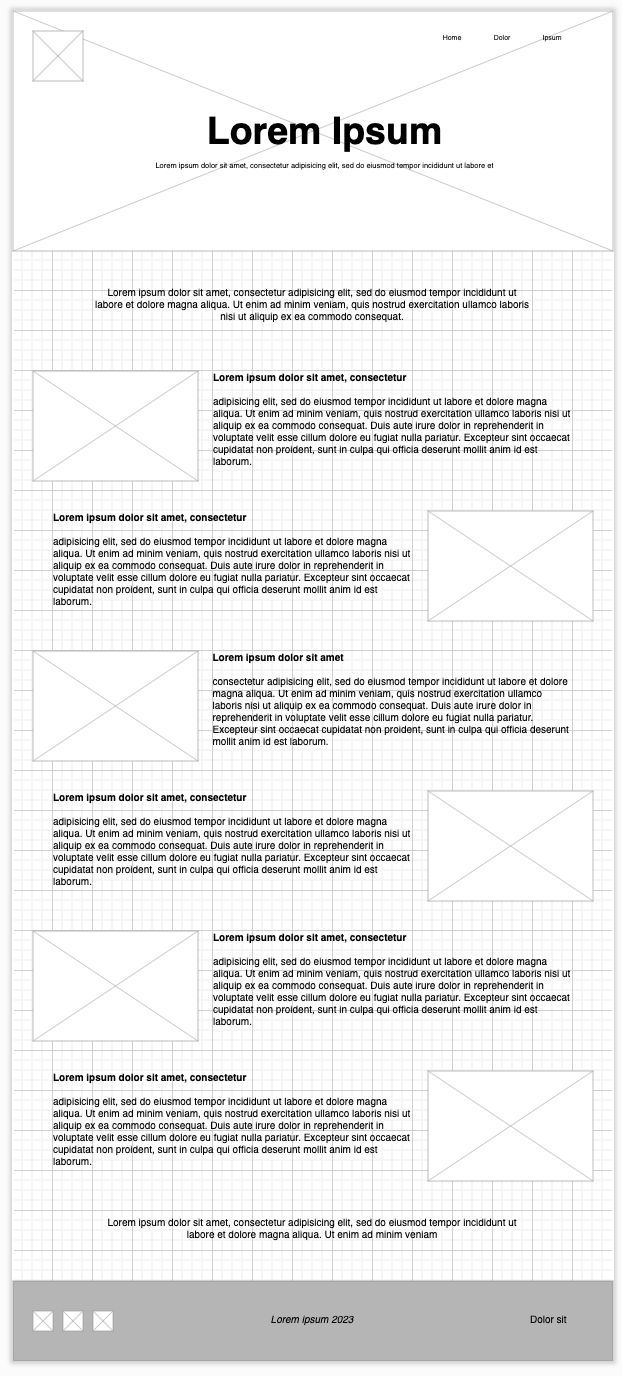 Home Dolor Ipsum
Lorem Ipsum
Lorem ipsum dolor sit amet, consectetur adipisicing elit, sed do eiusmod tempor incididunt ut labore et
Lorem ipsum dolor sit amet, consectetur adipisicing elit, sed do eiusmod tempor incididunt ut
labore et dolore magna aliqua. Ut enim ad minim veniam, quis nostrud exercitation ullamco laboris
nisi ut aliquip ex ea commodo consequat.
Lorem ipsum dolor sit amet, consectetur
adipisicing elit, sed do eiusmod tempor incididunt ut labore et dolore magna
aliqua. Ut enim ad minim veniam, quis nostrud exercitation ullamco laboris nisi ut
aliquip ex ea commodo consequat. Duis aute irure dolor in reprehenderit in
voluptate velit esse cillum dolore eu fugiat nulla pariatur. Excepteur sint occaecat
cupidatat non proident, sunt in culpa qui officia deserunt mollit anim id est
laborum.
Lorem ipsum dolor sit amet, consectetur
adipisicing elit, sed do eiusmod tempor incididunt ut labore et dolore magna
aliqua. Ut enim ad minim veniam, quis nostrud exercitation ullamco laboris nisi ut
aliquip ex ea commodo consequat. Duis aute irure dolor in reprehenderit in
voluptate velit esse cillum dolore eu fugiat nulla pariatur. Excepteur sint occaecat
cupidatat non proident, sunt in culpa qui officia deserunt mollit anim id est
laborum.
Lorem ipsum dolor sit amet
consectetur adipisicing elit, sed do eiusmod tempor incididunt ut labore et dolore
magna aliqua. Ut enim ad minim veniam, quis nostrud exercitation ullamco
laboris nisi ut aliquip ex ea commodo consequat. Duis aute irure dolor in
reprehenderit in voluptate velit esse cillum dolore eu fugiat nulla pariatur.
Excepteur sint occaecat cupidatat non proident, sunt in culpa qui officia deserunt
mollit anim id est laborum.
Lorem ipsum dolor sit amet, consectetur
adipisicing elit, sed do eiusmod tempor incididunt ut labore et dolore magna
aliqua. Ut enim ad minim veniam, quis nostrud exercitation ullamco laboris nisi ut
aliquip ex ea commodo consequat. Duis aute irure dolor in reprehenderit in
voluptate velit esse cillum dolore eu fugiat nulla pariatur. Excepteur sint occaecat
cupidatat non proident, sunt in culpa qui officia deserunt mollit anim id est
laborum.
Lorem ipsum dolor sit amet, consectetur
adipisicing elit, sed do eiusmod tempor incididunt ut labore et dolore magna
aliqua. Ut enim ad minim veniam, quis nostrud exercitation ullamco laboris nisi ut
aliquip ex ea commodo consequat. Duis aute irure dolor in reprehenderit in
voluptate velit esse cillum dolore eu fugiat nulla pariatur. Excepteur sint occaecat
cupidatat non proident, sunt in culpa qui officia deserunt mollit anim id est
laborum.
Lorem ipsum dolor sit amet, consectetur
adipisicing elit, sed do eiusmod tempor incididunt ut labore et dolore magna
aliqua. Ut enim ad minim veniam, quis nostrud exercitation ullamco laboris nisi ut
aliquip ex ea commodo consequat. Duis aute irure dolor in reprehenderit in
voluptate velit esse cillum dolore eu fugiat nulla pariatur. Excepteur sint occaecat
cupidatat non proident, sunt in culpa qui officia deserunt mollit anim id est
laborum.
Lorem ipsum dolor sit amet, consectetur adipisicing elit, sed do eiusmod tempor incididunt ut
labore et dolore magna aliqua. Ut enim ad minim veniam
Lorem ipsum 2023 Dolor sit